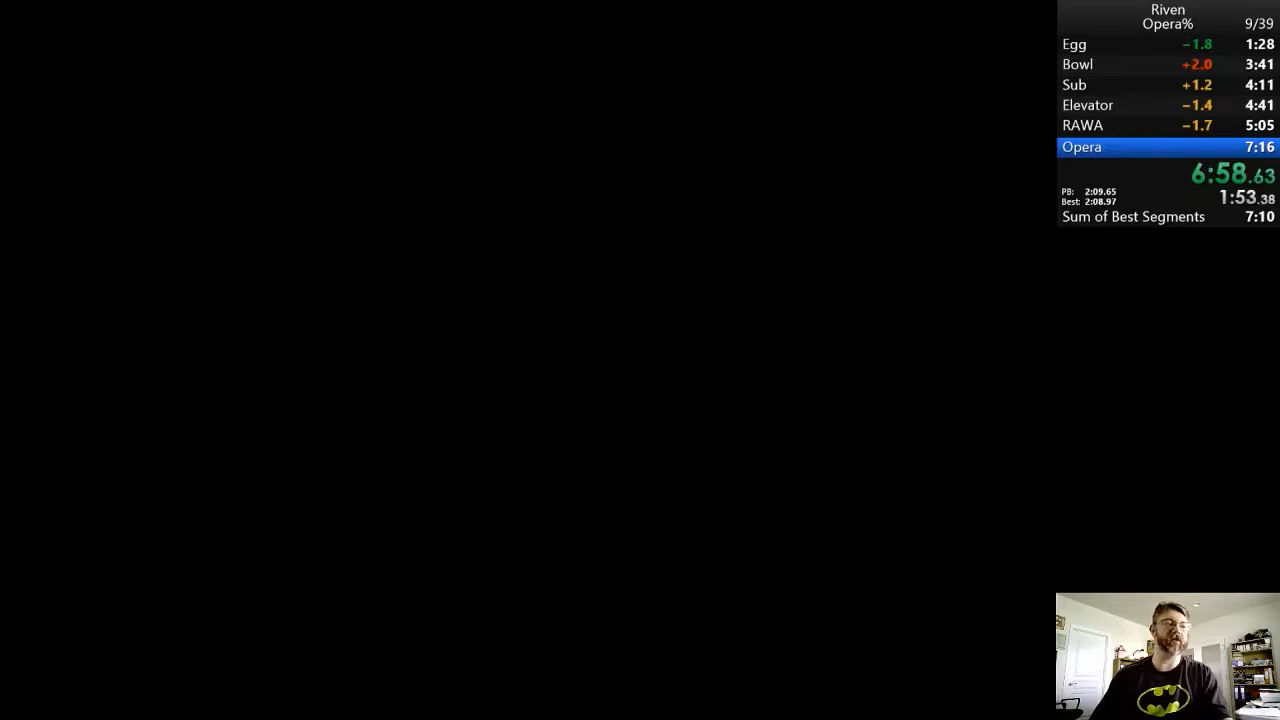 Riven
Opera% 9/39
Egg −1.8 1:28
Bowl +2.0 3:41
Sub +1.2 4:11
Elevator −1.4 4:41
RAWA −1.7 5:05
Opera 7:16
6:58.63
PB: 2:09.65
Best: 2:08.97
1:53.38
Sum of Best Segments 7:10